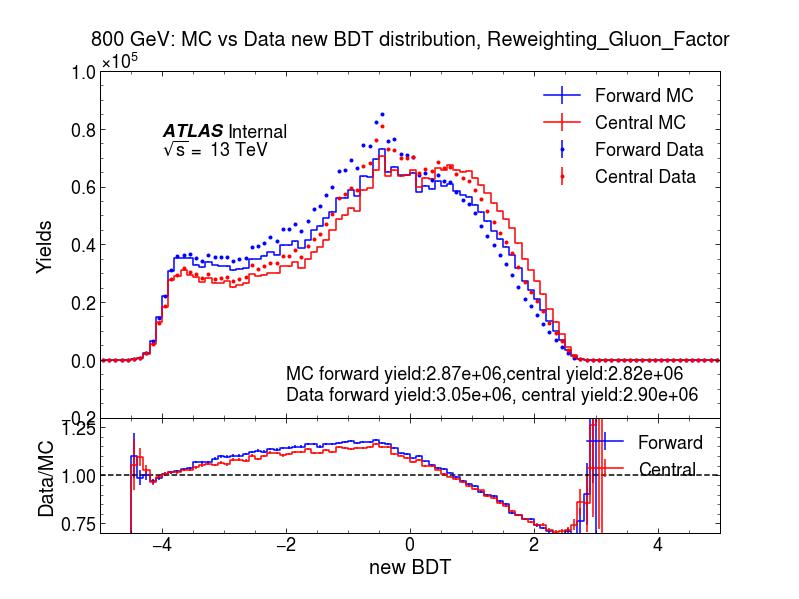 800 GeV: MC vs Data new BDT distribution, Reweighting_Gluon_Factor
×10⁵
1.0
0.8
0.6
0.4
0.2
0.0
0.2
Yields
ATLAS Internal
√s = 13 TeV
Forward MC
Central MC
Forward Data
Central Data
MC forward yield:2.87e+06,central yield:2.82e+06
Data forward yield:3.05e+06, central yield:2.90e+06
1.25
1.00
0.75
Data/MC
Forward
Central
−4 −2 0 2 4
new BDT